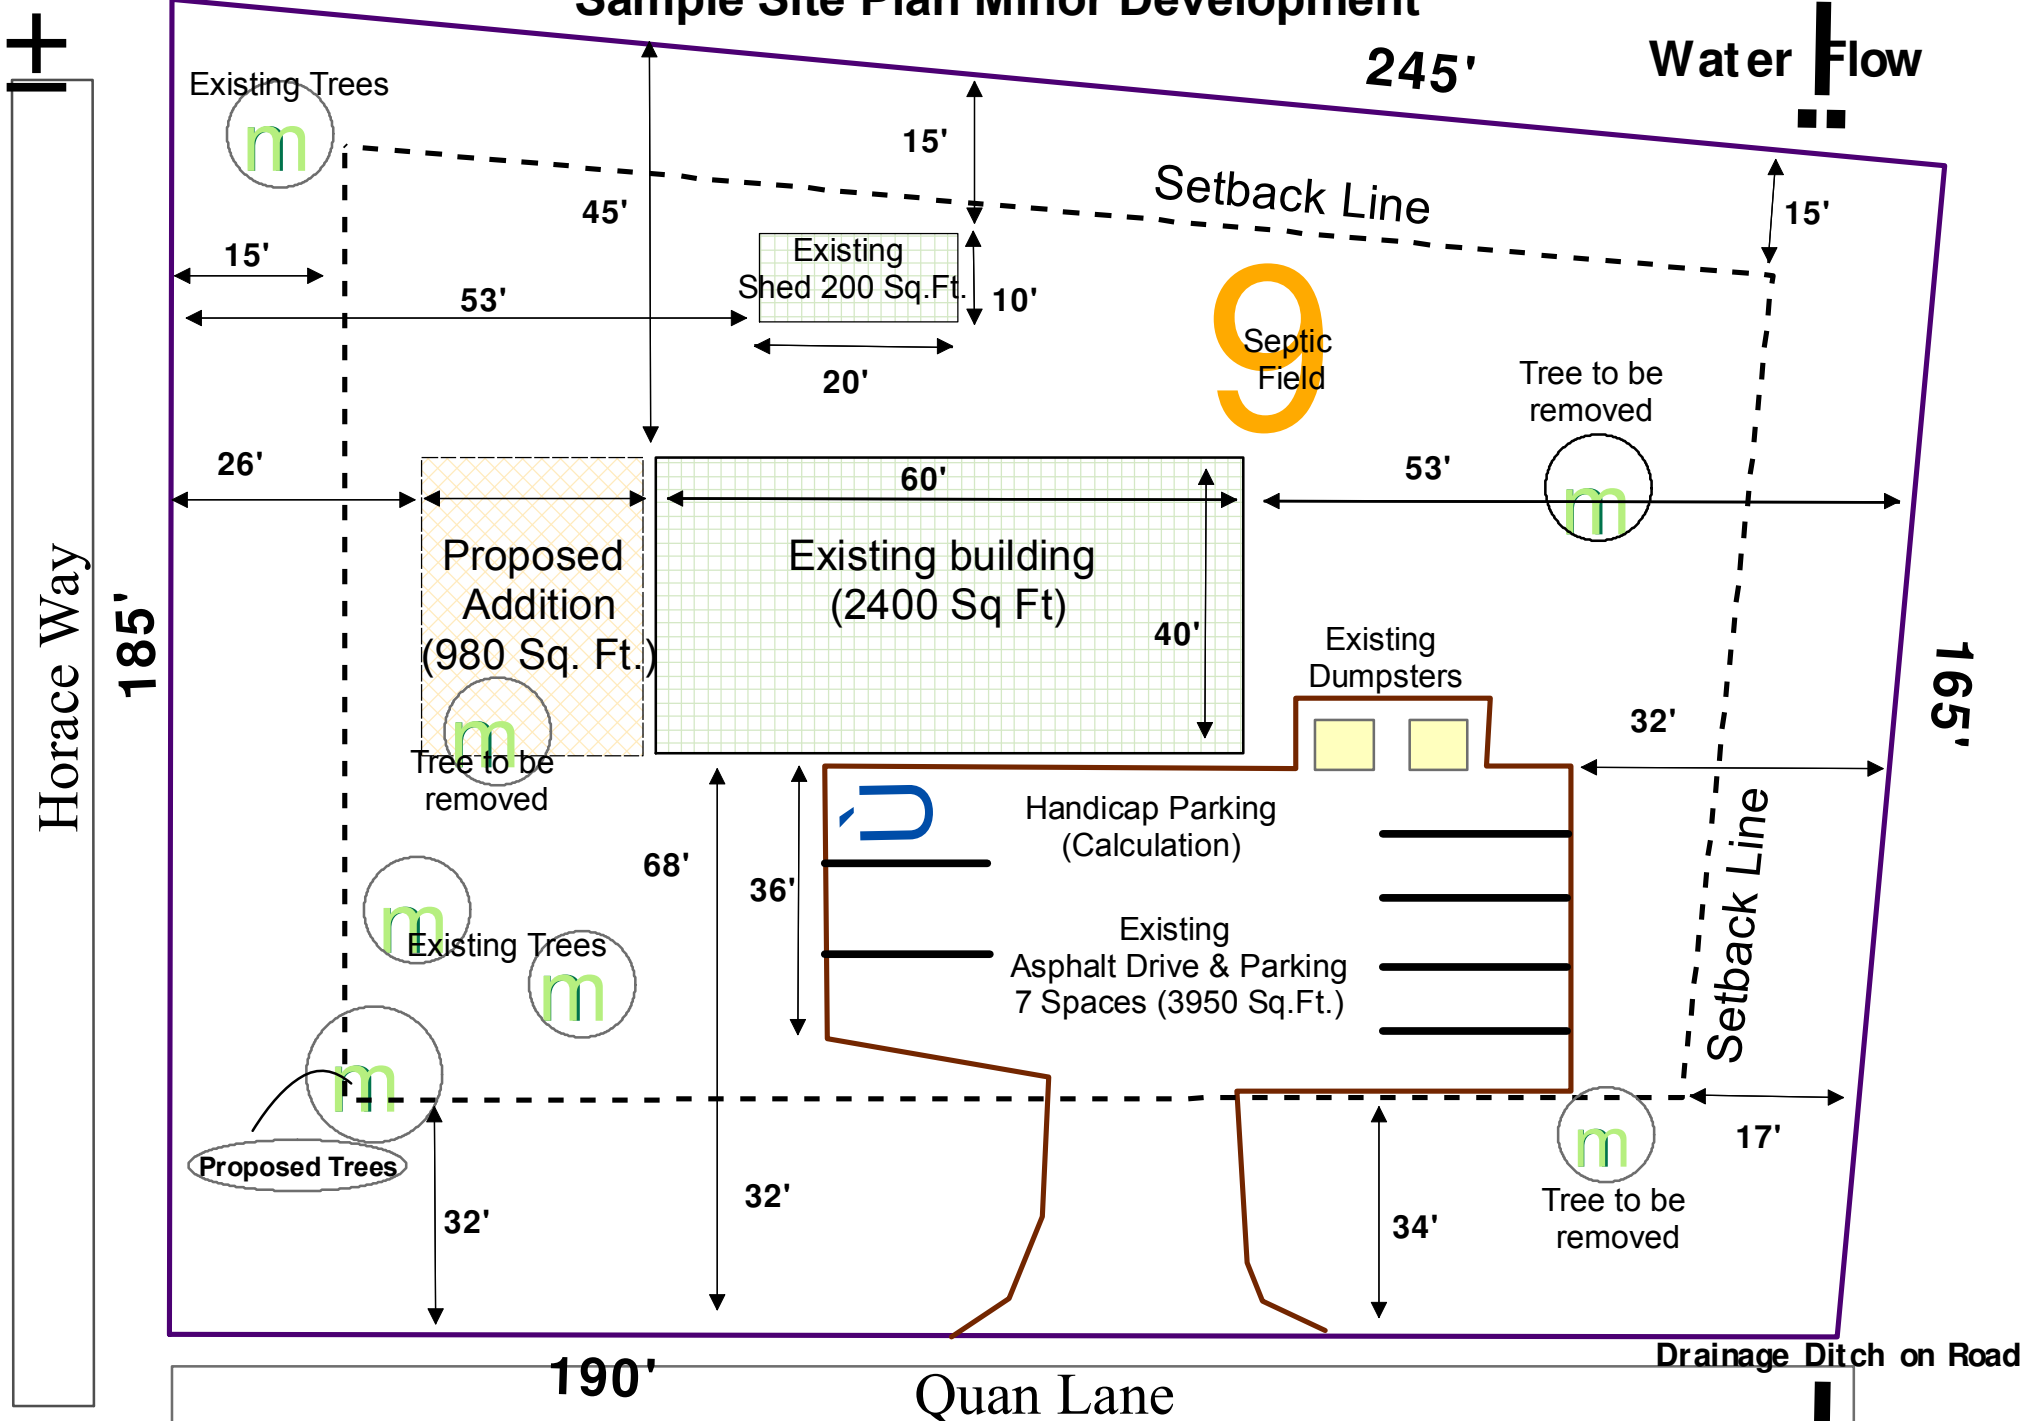 Sample Site Plan Minor Development
245'
Water Flow
Existing Trees
15'
Setback Line
15'
45'
15'
Existing
Shed 200 Sq.Ft.
10'
53'
20'
Septic
Field
Tree to be
removed
26'
60'
53'
Proposed
Addition
(980 Sq. Ft.)
Existing building
(2400 Sq Ft)
40'
Existing
Dumpsters
Horace Way
185'
165'
32'
Tree to be
removed
Handicap Parking
(Calculation)
68'
36'
Setback Line
Existing Trees
Existing
Asphalt Drive & Parking
7 Spaces (3950 Sq.Ft.)
17'
Proposed Trees
32'
32'
34'
Tree to be
removed
Drainage Ditch on Road
190'
Quan Lane